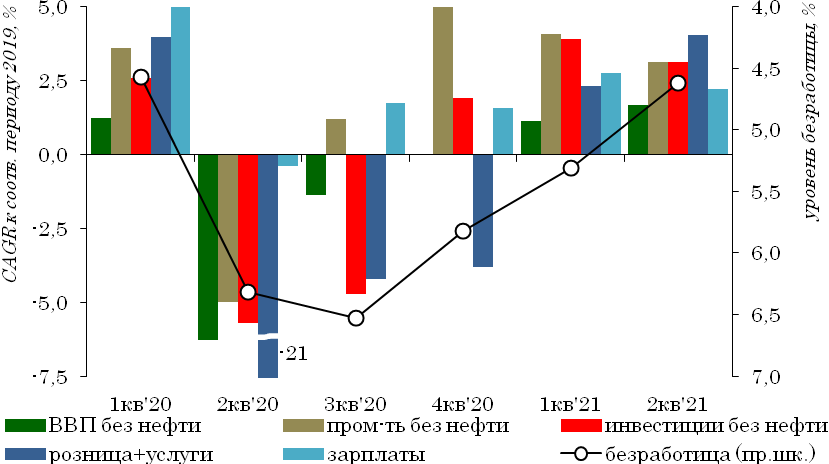 CAGR к соотв. периоду 2019, %
5,0
2,5
0,0
-2,5
-5,0
-7,5
4,0
4,5
5,0
5,5
6,0
6,5
7,0
уровень безработицы, %
-21
1кв'20 2кв'20 3кв'20 4кв'20 1кв'21 2кв'21
ВВП без нефти пром-ть без нефти инвестиции без нефти
розница+услуги зарплаты безработица (пр.шк.)